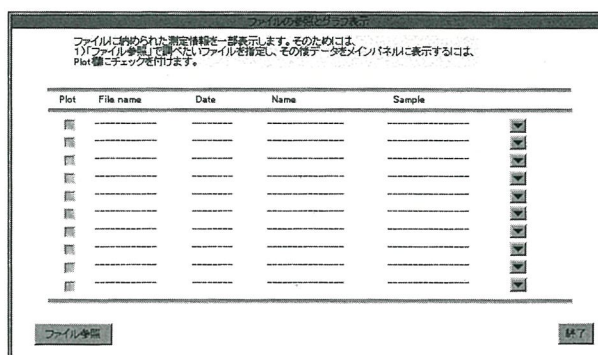 ファイルの参照とグラフ表示
ファイルに納められた測定情報を一部表示します。そのためには、
1)「ファイル参照」で調べたいファイルを指定し、その後データをメインパネルに表示するには、
Plot欄にチェックを付けます。
Plot File name Date Name Sample
ファイル参照 終了